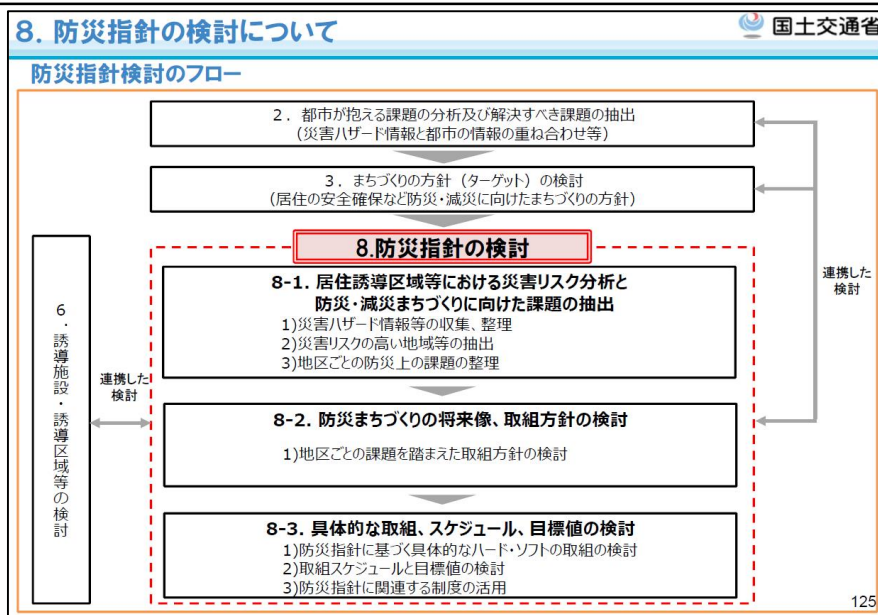 8. 防災指針の検討について
国土交通省
防災指針検討のフロー
2．都市が抱える課題の分析及び解決すべき課題の抽出
（災害ハザード情報と都市の情報の重ね合わせ等）
3．まちづくりの方針（ターゲット）の検討
（居住の安全確保など防災・減災に向けたまちづくりの方針）
8.防災指針の検討
8-1. 居住誘導区域等における災害リスク分析と
防災・減災まちづくりに向けた課題の抽出
1)災害ハザード情報等の収集、整理
2)災害リスクの高い地域等の抽出
3)地区ごとの防災上の課題の整理
連携した
検討
6．誘導施設・誘導区域等の検討
連携した
検討
8-2. 防災まちづくりの将来像、取組方針の検討
1)地区ごとの課題を踏まえた取組方針の検討
8-3. 具体的な取組、スケジュール、目標値の検討
1)防災指針に基づく具体的なハード・ソフトの取組の検討
2)取組スケジュールと目標値の検討
3)防災指針に関連する制度の活用
125